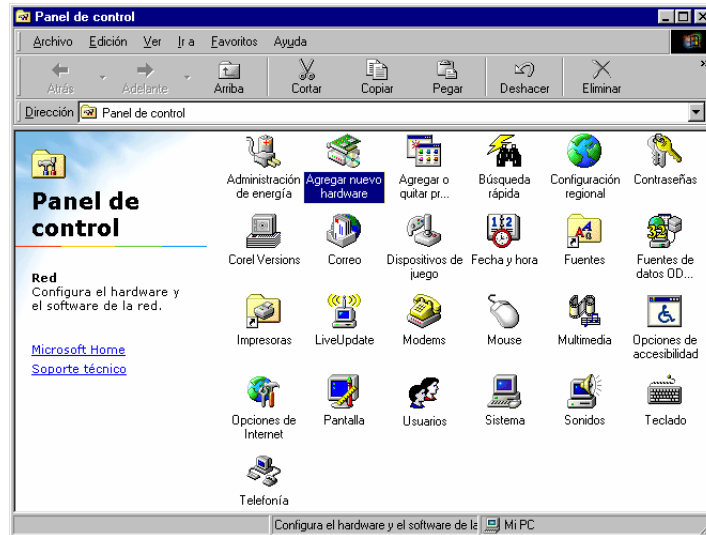 Panel de control
Archivo Edición Ver Ir a Favoritos Ayuda
Atrás Adelante Arriba Cortar Copiar Pegar Deshacer Eliminar »
Dirección Panel de control
Panel de
control
Red
Configura el hardware y
el software de la red.
Microsoft Home
Soporte técnico
Administración
de energía
Agregar nuevo
hardware
Agregar o
quitar pr...
Búsqueda
rápida
Configuración
regional
Contraseñas
Corel Versions
Correo
Dispositivos de
juego
Fecha y hora
Fuentes
Fuentes de
datos OD...
Impresoras
LiveUpdate
Modems
Mouse
Multimedia
Opciones de
accesibilidad
Opciones de
Internet
Pantalla
Usuarios
Sistema
Sonidos
Teclado
Telefonía
Configura el hardware y el software de la Mi PC